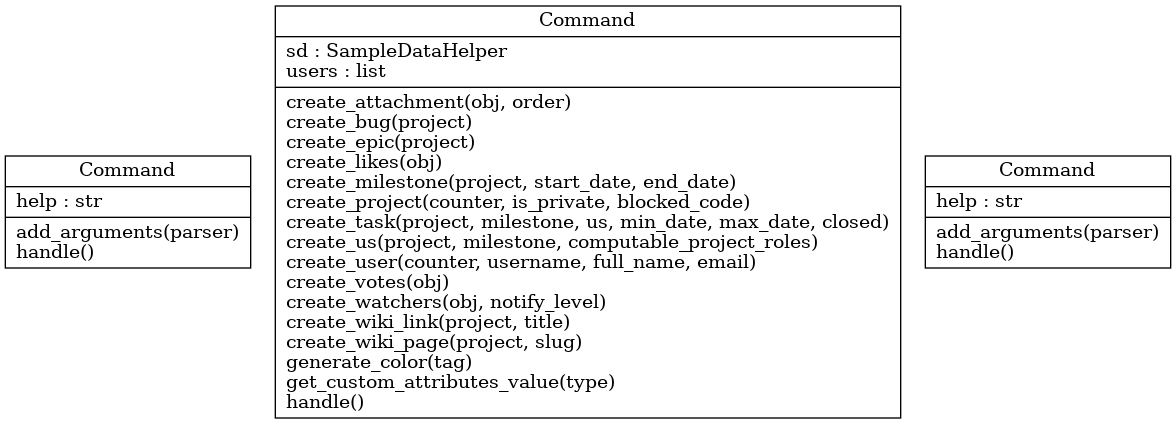 Command
help : str
add_arguments(parser)
handle()
Command
sd : SampleDataHelper
users : list
create_attachment(obj, order)
create_bug(project)
create_epic(project)
create_likes(obj)
create_milestone(project, start_date, end_date)
create_project(counter, is_private, blocked_code)
create_task(project, milestone, us, min_date, max_date, closed)
create_us(project, milestone, computable_project_roles)
create_user(counter, username, full_name, email)
create_votes(obj)
create_watchers(obj, notify_level)
create_wiki_link(project, title)
create_wiki_page(project, slug)
generate_color(tag)
get_custom_attributes_value(type)
handle()
Command
help : str
add_arguments(parser)
handle()